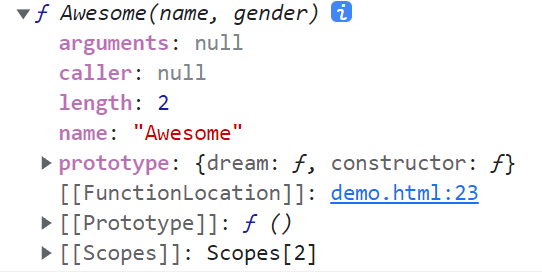 ▼ƒ Awesome(name, gender) i
arguments: null
caller: null
length: 2
name: "Awesome"
▶ prototype: {dream: ƒ, constructor: ƒ}
[[FunctionLocation]]: demo.html:23
▶ [[Prototype]]: ƒ ()
▶ [[Scopes]]: Scopes[2]